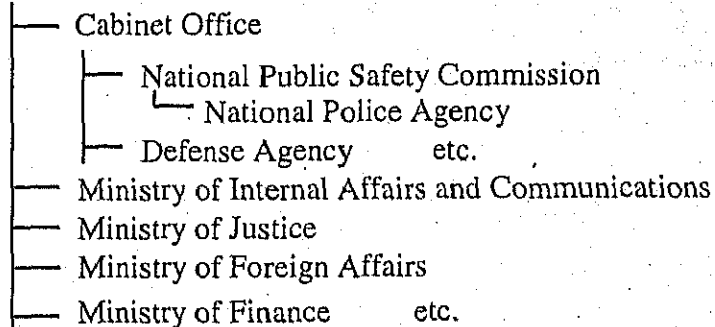 Cabinet Office
National Public Safety Commission
National Police Agency
Defense Agency etc.
Ministry of Internal Affairs and Communications
Ministry of Justice
Ministry of Foreign Affairs
Ministry of Finance etc.